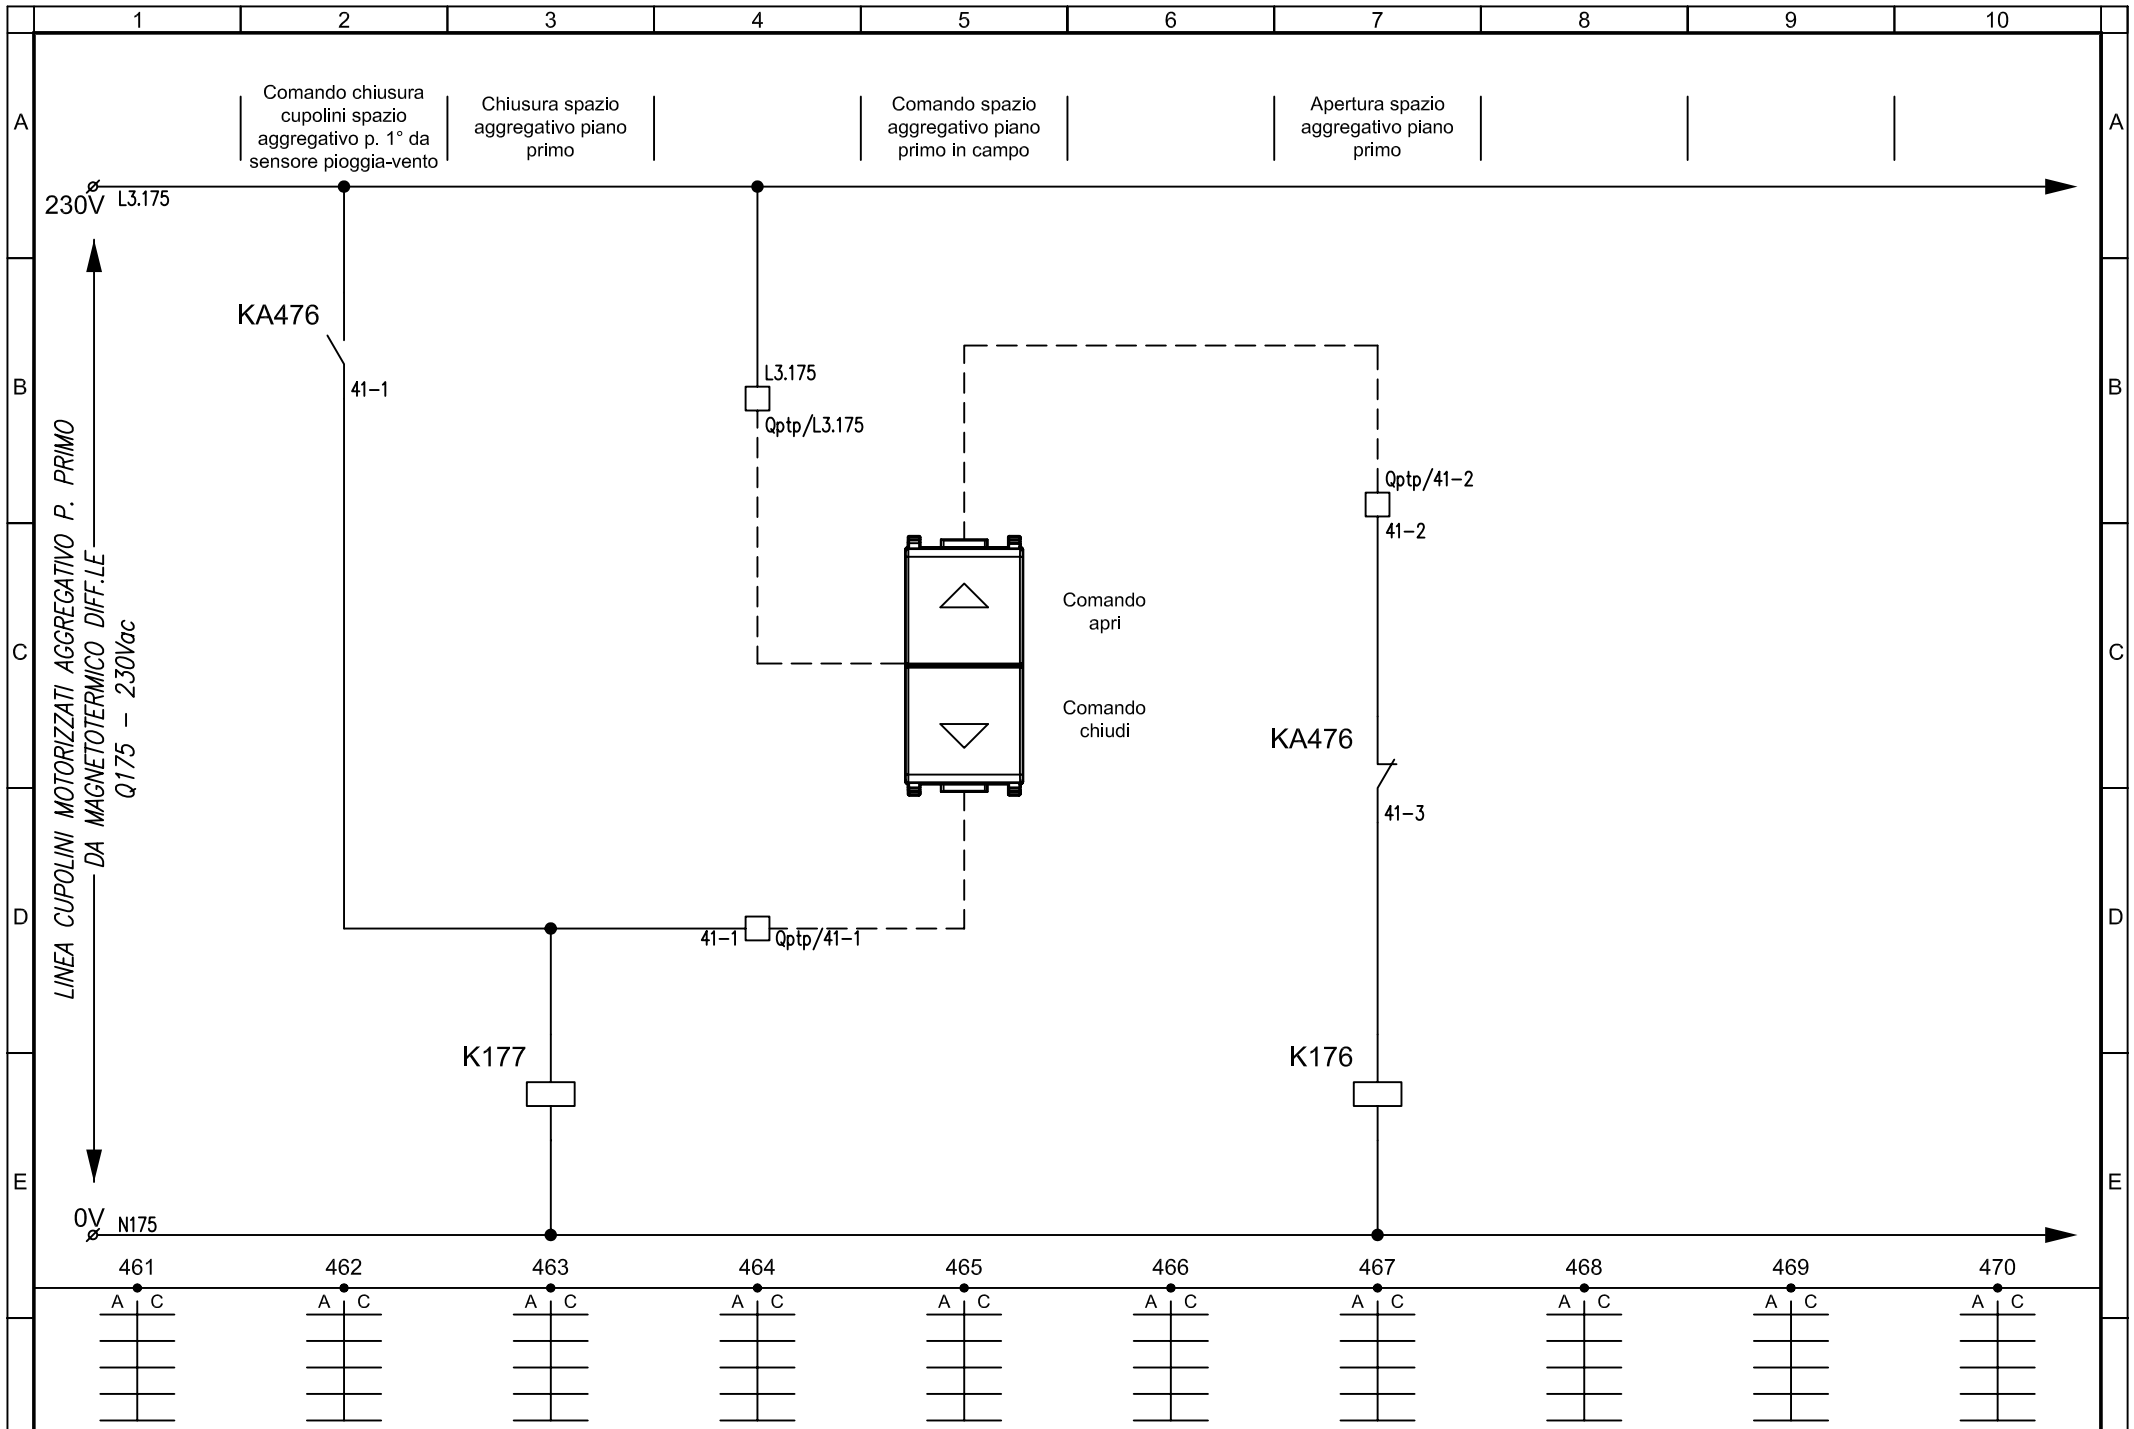 1 2 3 4 5 6 7 8 9 10
A
A
Comando chiusura
cupolini spazio
aggregativo p. 1° da
sensore pioggia-vento
Chiusura spazio
aggregativo piano
primo
Comando spazio
aggregativo piano
primo in campo
Apertura spazio
aggregativo piano
primo
230V
L3.175
KA476
41-1
B
B
L3.175
Qptp/L3.175
Qptp/41-2
41-2
LINEA CUPOLINI MOTORIZZATI AGGREGATIVO P. PRIMO
DA MAGNETOTERMICO DIFF.LE
Q175 - 230Vac
C
C
Comando
apri
Comando
chiudi
KA476
41-3
D
D
41-1
Qptp/41-1
K177
K176
E
E
0V
N175
461 462 463 464 465 466 467 468 469 470
A C A C A C A C A C A C A C A C A C A C